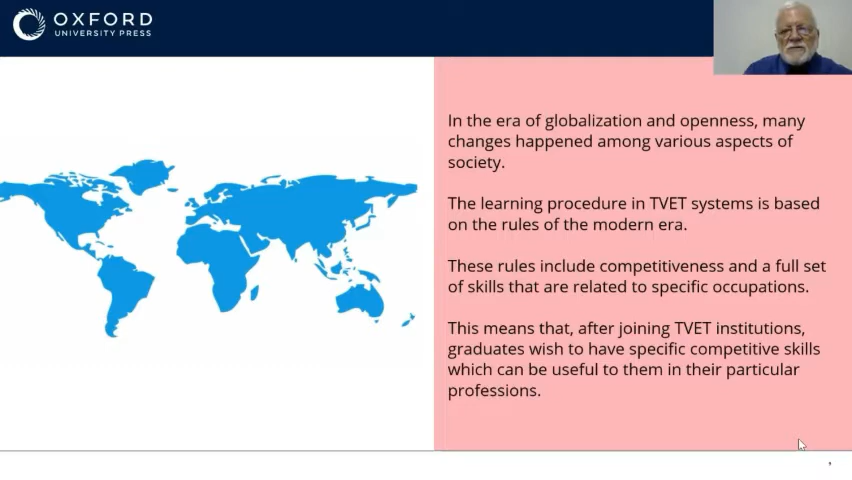 OXFORD
UNIVERSITY PRESS
In the era of globalization and openness, many
changes happened among various aspects of
society.
The learning procedure in TVET systems is based
on the rules of the modern era.
These rules include competitiveness and a full set
of skills that are related to specific occupations.
This means that, after joining TVET institutions,
graduates wish to have specific competitive skills
which can be useful to them in their particular
professions.